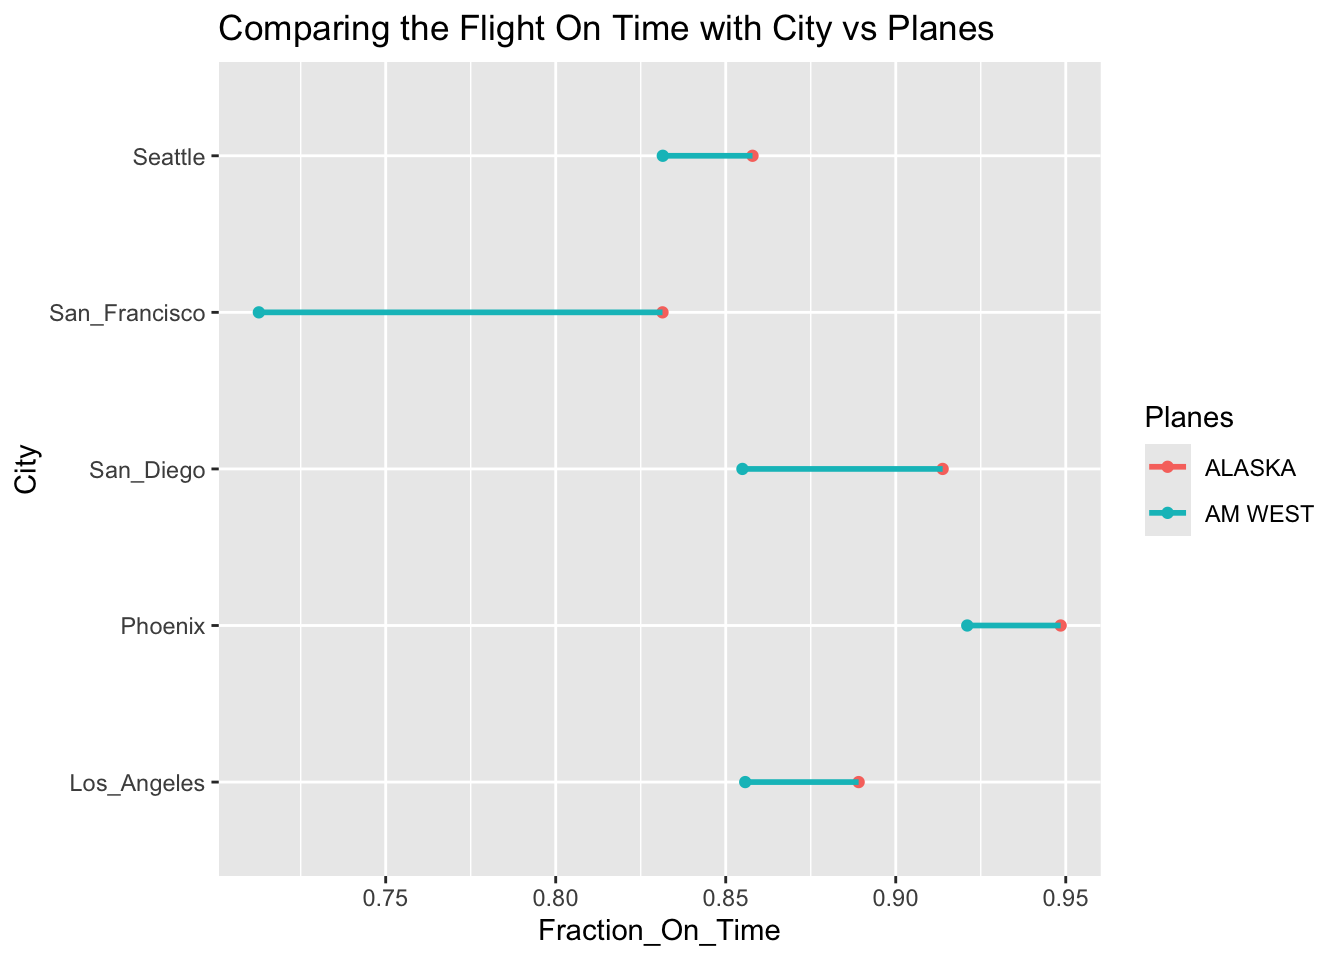 Comparing the Flight On Time with City vs Planes
Seattle
San_Francisco
San_Diego
Phoenix
Los_Angeles
City
0.75 0.80 0.85 0.90 0.95
Fraction_On_Time
Planes
ALASKA
AM WEST